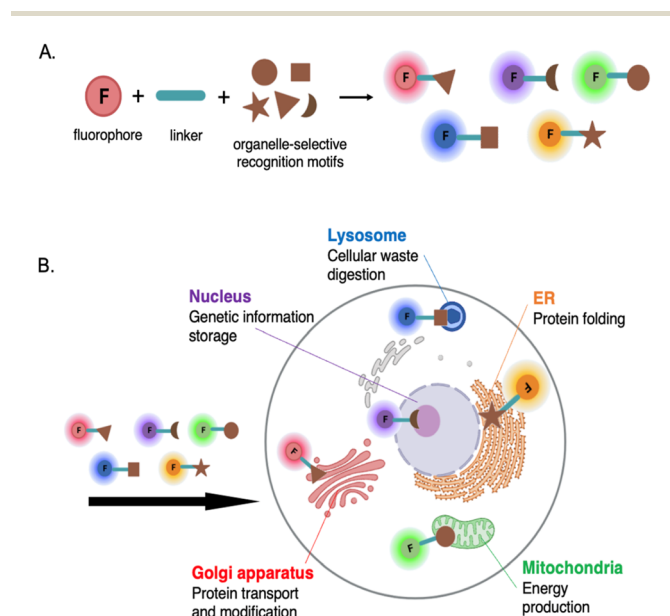 A.
F
+
+
fluorophore
linker
organelle-selective
recognition motifs
F
F
F
F
F
B.
Lysosome
Cellular waste
digestion
Nucleus
Genetic information
storage
ER
Protein folding
F
F
F
F
F
F
F
F
F
F
Golgi apparatus
Protein transport
and modification
Mitochondria
Energy
production